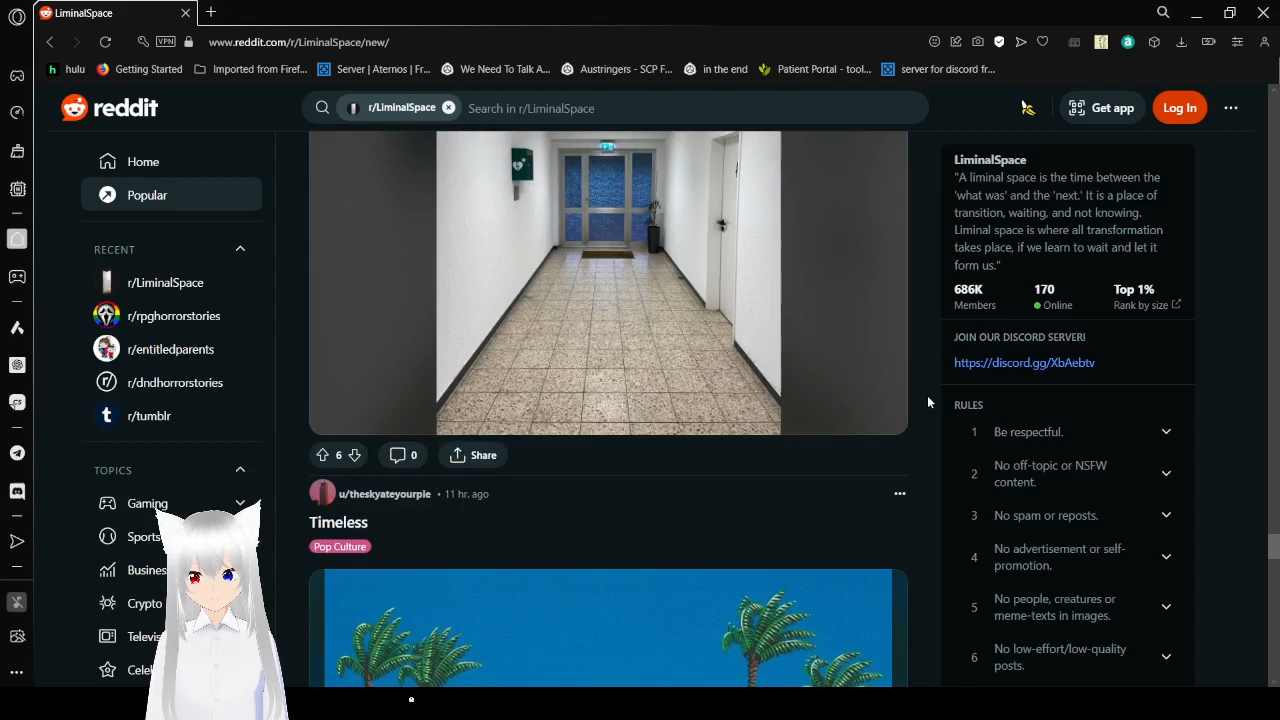 LiminalSpace
VPN
www.reddit.com/r/LiminalSpace/new/
hulu
Getting Started
Imported from Firef...
Server | Aternos | Fr...
We Need To Talk A...
Austringers - SCP F...
in the end
Patient Portal - tool...
server for discord fr...
reddit
r/LiminalSpace
Search in r/LiminalSpace
Get app
Log In
Home
Popular
RECENT
r/LiminalSpace
r/rpghorrorstories
r/entitledparents
r/dndhorrorstories
r/tumblr
TOPICS
Gaming
Sports
Busines
Crypto
Televis
Celeb
6
0
Share
u/theskyateyourpie • 11 hr. ago
Timeless
Pop Culture
LiminalSpace
"A liminal space is the time between the
'what was' and the 'next.' It is a place of
transition, waiting, and not knowing.
Liminal space is where all transformation
takes place, if we learn to wait and let it
form us."
686K 170 Top 1%
Members Online Rank by size
JOIN OUR DISCORD SERVER!
https://discord.gg/XbAebtv
RULES
1 Be respectful.
2 No off-topic or NSFW
content.
3 No spam or reposts.
4 No advertisement or self-
promotion.
5 No people, creatures or
meme-texts in images.
6 No low-effort/low-quality
posts.